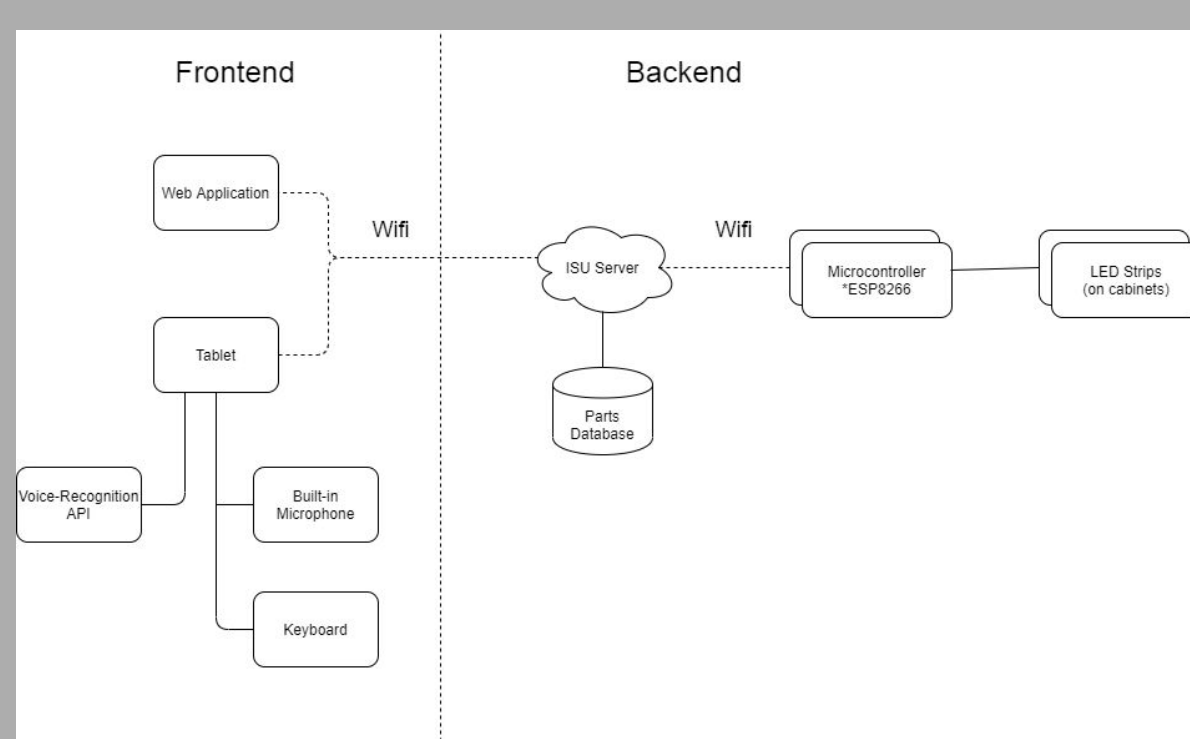 Frontend
Backend
Web Application
Wifi
Wifi
ISU Server
Microcontroller
*ESP8266
LED Strips
(on cabinets)
Tablet
Parts
Database
Voice-Recognition
API
Built-in
Microphone
Keyboard